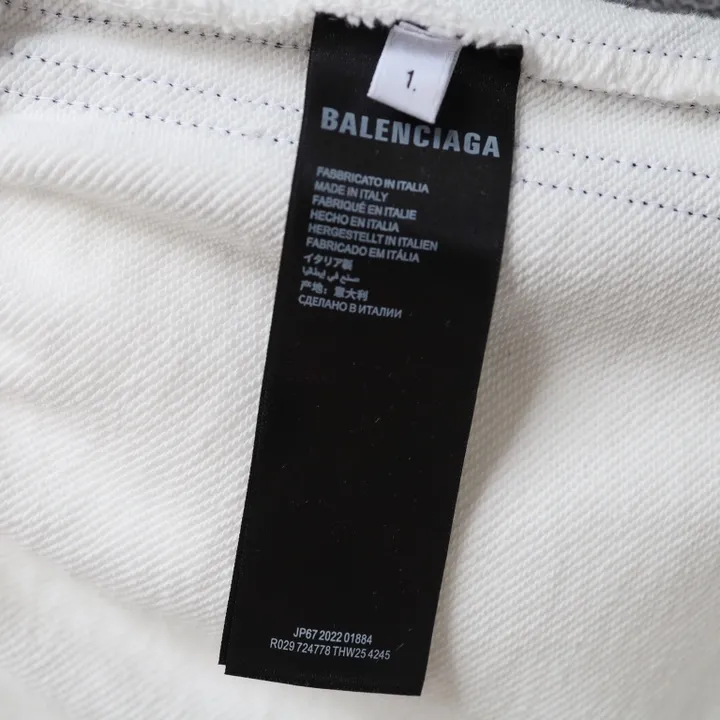 1.
BALENCIAGA
FABBRICATO IN ITALIA
MADE IN ITALY
FABRIQUÉ EN ITALIE
HECHO EN ITALIA
HERGESTELLT IN ITALIEN
FABRICADO EM ITÁLIA
イタリア製
صنع في إيطاليا
产地：意大利
СДЕЛАНО В ИТАЛИИ
JP67 2022 01884
R029 724778 THW25 4245